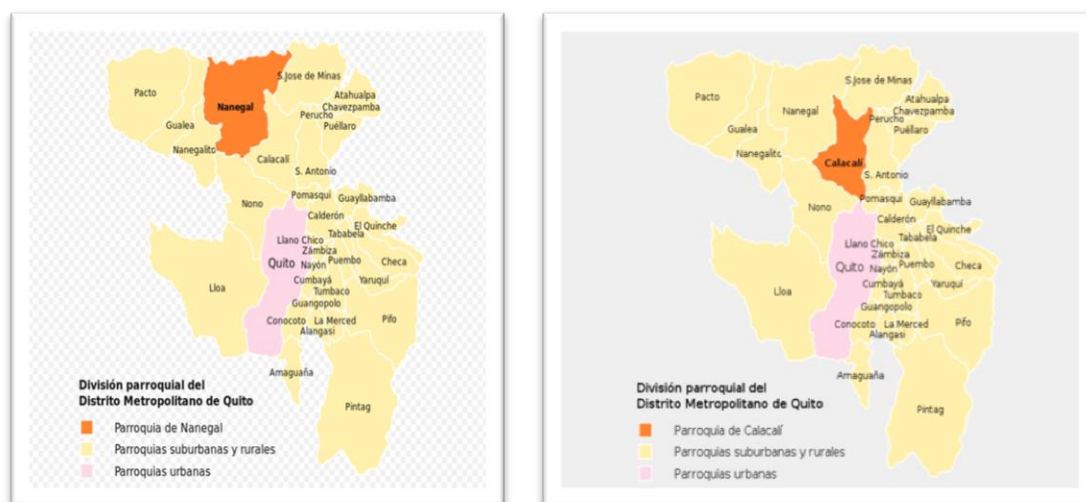 S.Jose de Minas
Pacto
Atahualpa
Nanegal
Chavezpamba
Perucho
Gualea
Puéllaro
Nanegalito
Calacalí
S. Antonio
Pomasqui
Guayllabamba
Nono
Calderón
El Quinche
Tababela
Llano Chico
Zámbiza
Quito
Nayón
Puembo
Checa
Cumbayá
Yaruquí
Lloa
Tumbaco
Guangopolo
Conocoto
La Merced
Pifo
Alangasi
Amaguaña
Pintag
División parroquial del
Distrito Metropolitano de Quito
Parroquia de Nanegal
Parroquias suburbanas y rurales
Parroquias urbanas
S.Jose de Minas
Pacto
Atahualpa
Nanegal
Chavezpamba
Perucho
Gualea
Puéllaro
Nanegalito
Calacalí
S. Antonio
Pomasqui
Guayllabamba
Nono
Calderón
El Quinche
Tababela
Llano Chico
Zámbiza
Quito
Nayón
Puembo
Checa
Cumbayá
Yaruquí
Lloa
Tumbaco
Guangopolo
Conocoto
La Merced
Pifo
Alangasi
Amaguaña
Pintag
División parroquial del
Distrito Metropolitano de Quito
Parroquia de Calacalí
Parroquias suburbanas y rurales
Parroquias urbanas